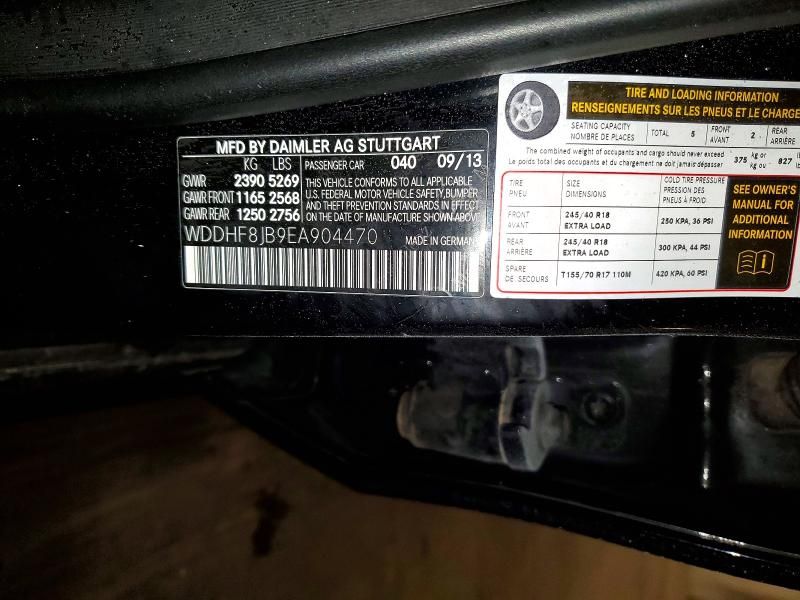 MFD BY DAIMLER AG STUTTGART
KG LBS PASSENGER CAR 040 09/13
GVWR 2390 5269
GAWR FRONT 1165 2568
GAWR REAR 1250 2756
THIS VEHICLE CONFORMS TO ALL APPLICABLE
U.S. FEDERAL MOTOR VEHICLE SAFETY, BUMPER
AND THEFT PREVENTION STANDARDS IN EFFECT
ON THE DATE OF MANUFACTURE SHOWN ABOVE
WDDHF8JB9EA904470
MADE IN GERMANY
TIRE AND LOADING INFORMATION
RENSEIGNEMENTS SUR LES PNEUS ET LE CHARGE
SEATING CAPACITY
NOMBRE DE PLACES
TOTAL 5
FRONT
AVANT
2
REAR
ARRIÈRE
The combined weight of occupants and cargo should never exceed
Le poids total des occupants et du chargement ne doit jamais dépasser
375 kg or
kg ou
827
TIRE
PNEU
SIZE
DIMENSIONS
COLD TIRE PRESSURE
PRESSION DES
PNEUS À FROID
FRONT
AVANT
245/40 R18
EXTRA LOAD
250 KPA, 36 PSI
REAR
ARRIÈRE
245/40 R18
EXTRA LOAD
300 KPA, 44 PSI
SPARE
DE SECOURS
T155/70 R17 110M
420 KPA, 60 PSI
SEE OWNER'S
MANUAL FOR
ADDITIONAL
INFORMATION